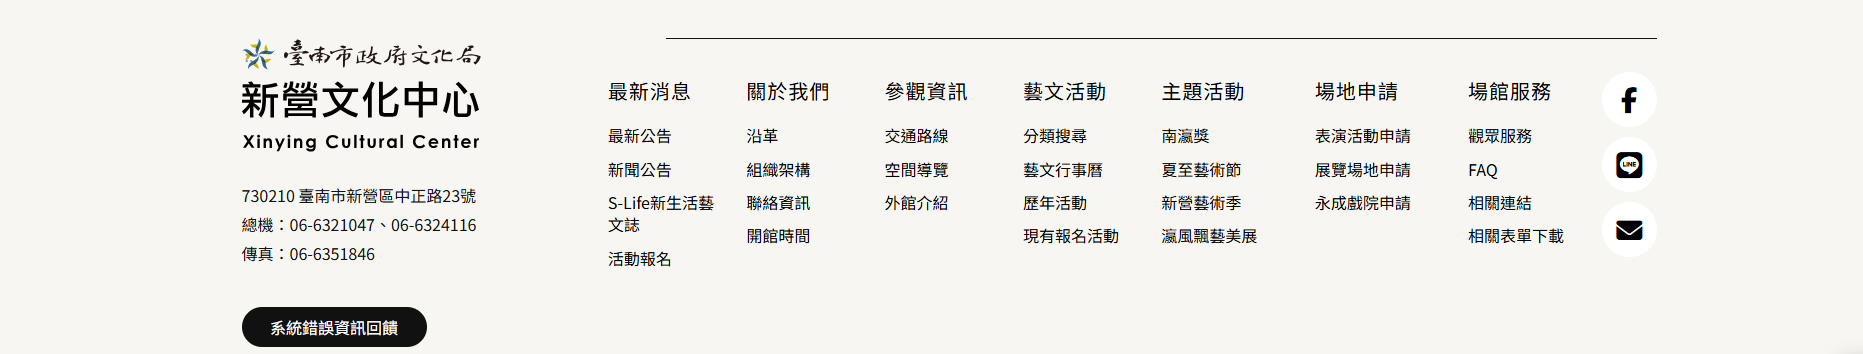 臺南市政府文化局
新營文化中心
Xinying Cultural Center
730210 臺南市新營區中正路23號
總機：06-6321047、06-6324116
傳真：06-6351846
系統錯誤資訊回饋
最新消息
最新公告
新聞公告
S-Life新生活藝
文誌
活動報名
關於我們
沿革
組織架構
聯絡資訊
開館時間
參觀資訊
交通路線
空間導覽
外館介紹
藝文活動
分類搜尋
藝文行事曆
歷年活動
現有報名活動
主題活動
南瀛獎
夏至藝術節
新營藝術季
瀛風飄藝美展
場地申請
表演活動申請
展覽場地申請
永成戲院申請
場館服務
觀眾服務
FAQ
相關連結
相關表單下載
LINE